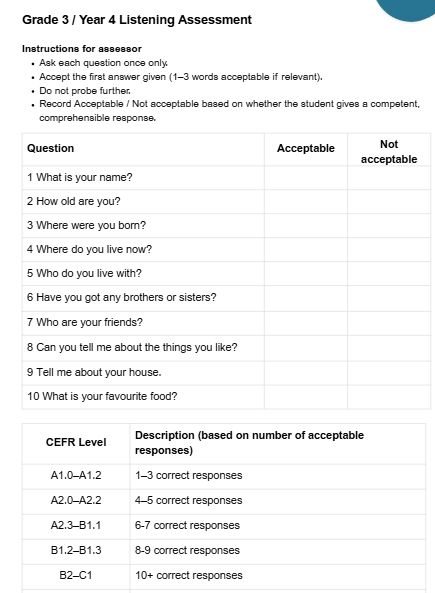 Grade 3 / Year 4 Listening Assessment
Instructions for assessor
• Ask each question once only.
• Accept the first answer given (1–3 words acceptable if relevant).
• Do not probe further.
• Record Acceptable / Not acceptable based on whether the student gives a competent,
comprehensible response.
Question Acceptable Not
acceptable
1 What is your name?
2 How old are you?
3 Where were you born?
4 Where do you live now?
5 Who do you live with?
6 Have you got any brothers or sisters?
7 Who are your friends?
8 Can you tell me about the things you like?
9 Tell me about your house.
10 What is your favourite food?
CEFR Level Description (based on number of acceptable
responses)
A1.0–A1.2 1–3 correct responses
A2.0–A2.2 4–5 correct responses
A2.3–B1.1 6-7 correct responses
B1.2–B1.3 8-9 correct responses
B2–C1 10+ correct responses